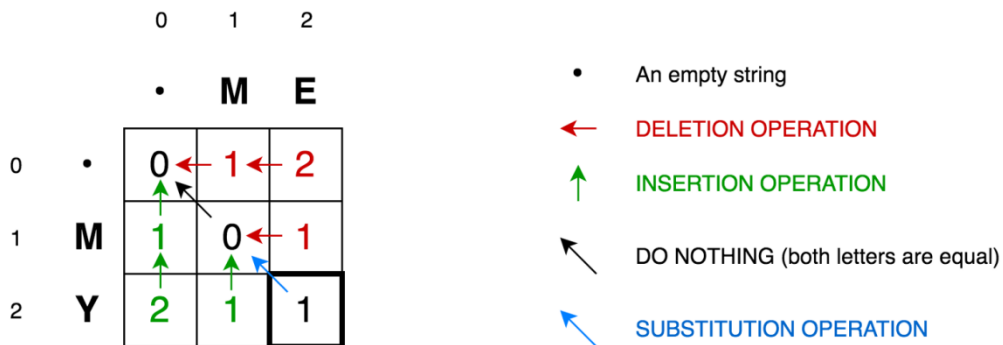 0 1 2
• M E
0 • 0 1 2
1 M 1 0 1
2 Y 2 1 1
• An empty string
DELETION OPERATION
INSERTION OPERATION
DO NOTHING (both letters are equal)
SUBSTITUTION OPERATION